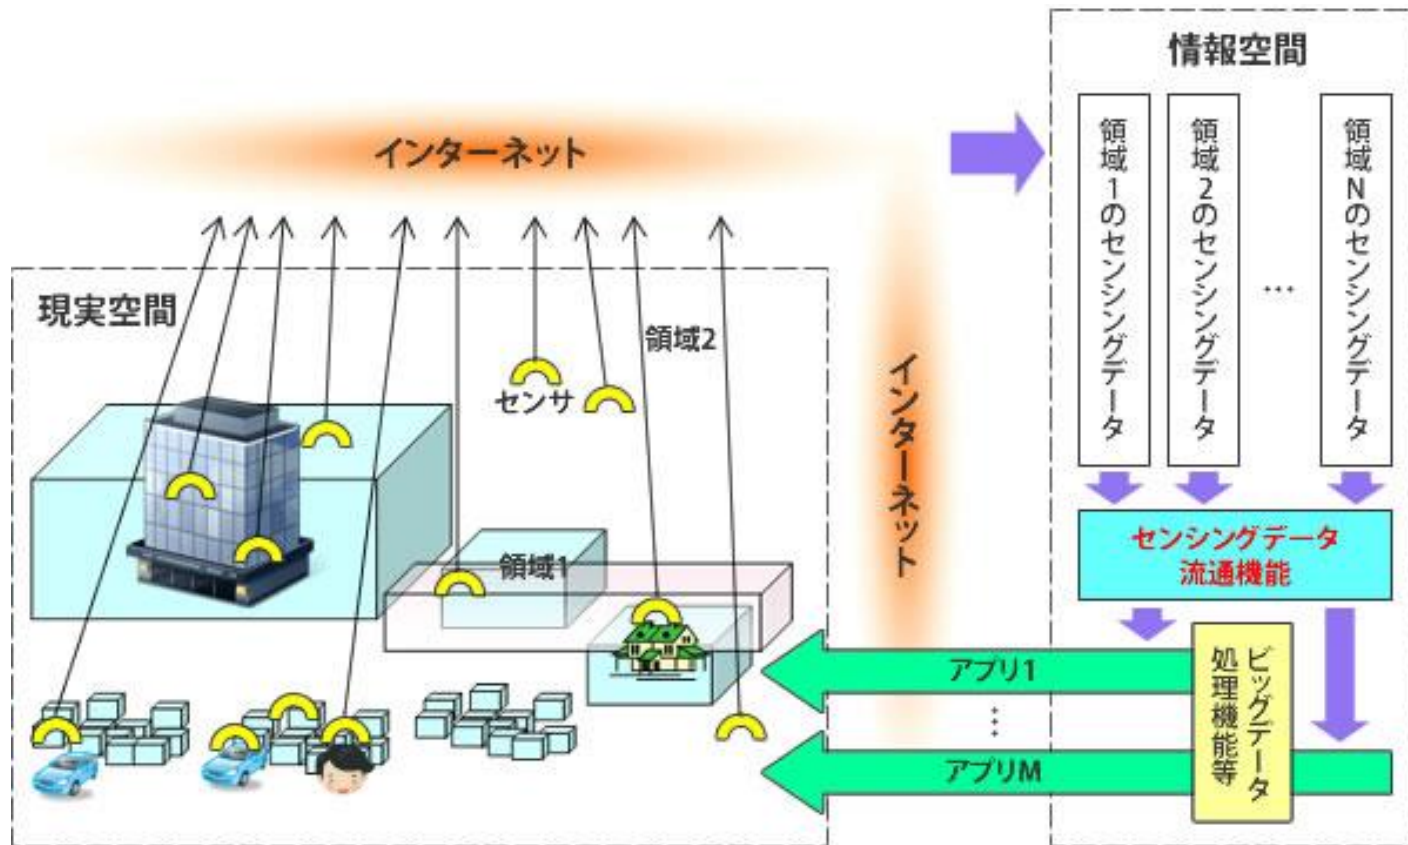 情報空間
インターネット
領域1のセンシングデータ
領域2のセンシングデータ
…
領域Nのセンシングデータ
現実空間
領域2
センサ
インターネット
領域1
センシングデータ
流通機能
アプリ1
…
アプリM
ビッグデータ
処理機能等